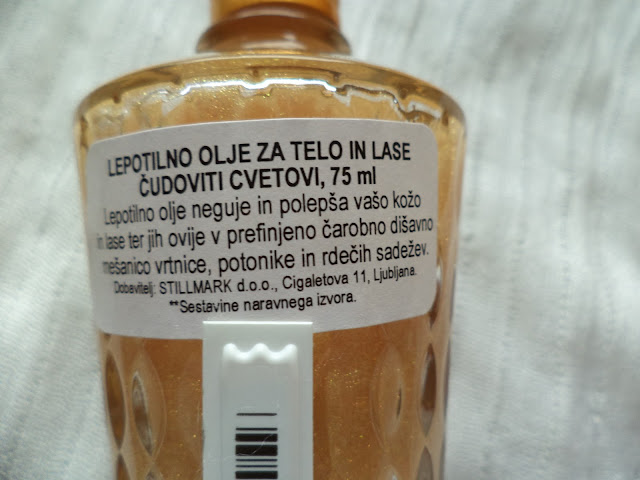 LEPOTILNO OLJE ZA TELO IN LASE
ČUDOVITI CVETOVI, 75 ml
Lepotilno olje neguje in polepša vašo kožo
in lase ter jih ovije v prefinjeno čarobno dišavno
mešanico vrtnice, potonike in rdečih sadežev.
Dobavitelj: STILLMARK d.o.o., Cigaletova 11, Ljubljana.
**Sestavine naravnega izvora.